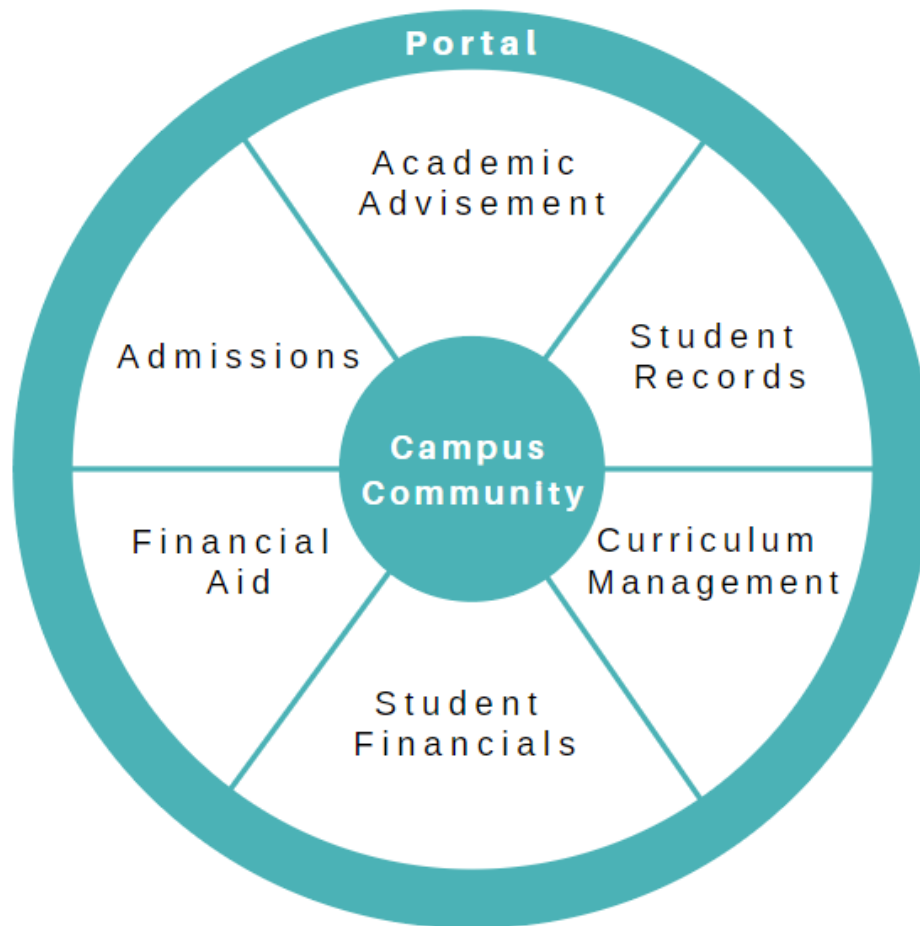 Portal
Academic
Advisement
Student
Records
Admissions
Campus
Community
Curriculum
Management
Financial
Aid
Student
Financials